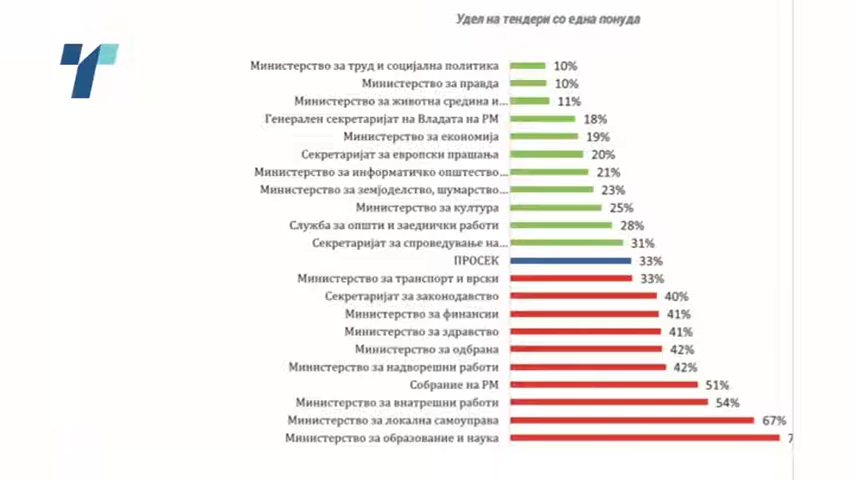 Удел на тендери со една понуда
Министерство за труд и социјална политика 10%
Министерство за правда 10%
Министерство за животна средина и... 11%
Генерален секретаријат на Владата на РМ 18%
Министерство за економија 19%
Секретаријат за европски прашања 20%
Министерство за информатичко општество... 21%
Министерство за земјоделство, шумарство... 23%
Министерство за култура 25%
Служба за општи и заеднички работи 28%
Секретаријат за спроведување на... 31%
ПРОСЕК 33%
Министерство за транспорт и врски 33%
Секретаријат за законодавство 40%
Министерство за финансии 41%
Министерство за здравство 41%
Министерство за одбрана 42%
Министерство за надворешни работи 42%
Собрание на РМ 51%
Министерство за внатрешни работи 54%
Министерство за локална самоуправа 67%
Министерство за образование и наука